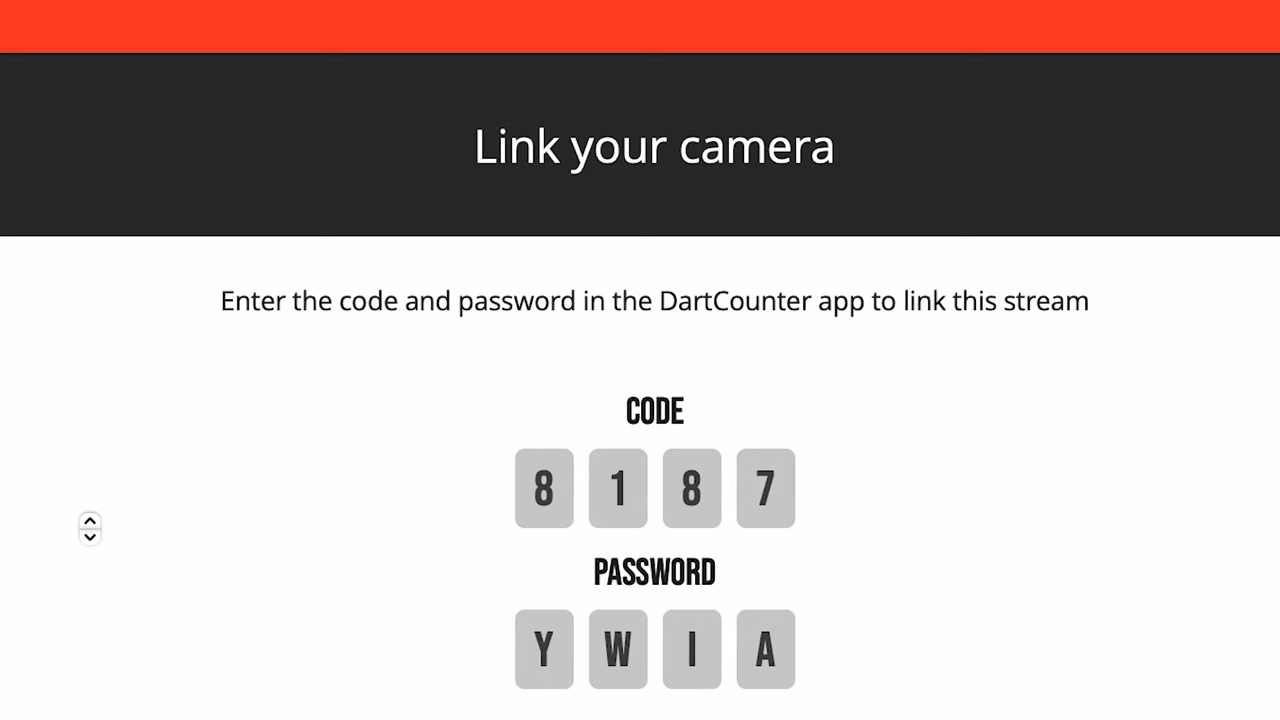 Link your camera
Enter the code and password in the DartCounter app to link this stream
CODE
8 1 8 7
PASSWORD
Y W I A